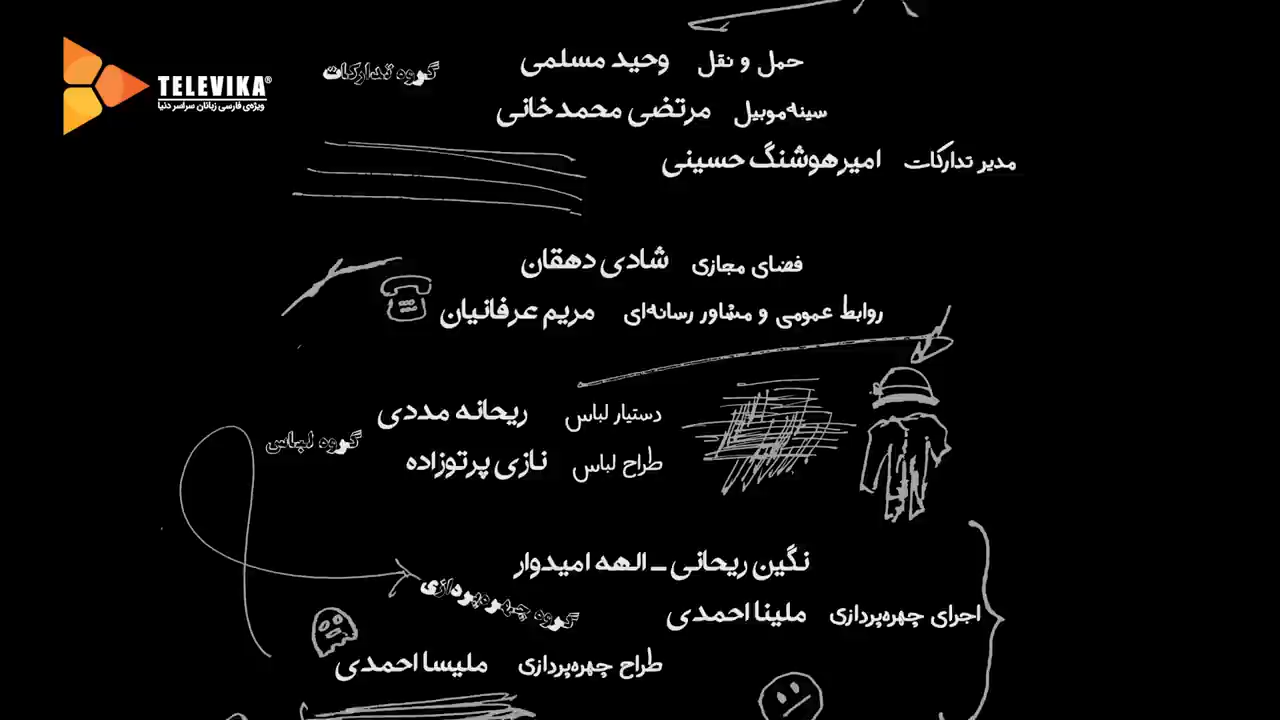 TELEVIKA®
ویژه‌ی فارسی زبانان سراسر دنیا
گروه تدارکات
حمل و نقل وحید مسلمی
سینه‌موبیل مرتضی محمدخانی
مدیر تدارکات امیرهوشنگ حسینی
فضای مجازی شادی دهقان
روابط عمومی و مشاور رسانه‌ای مریم عرفانیان
گروه لباس
دستیار لباس ریحانه مددی
طراح لباس نازی پرتوزاده
نگین ریحانی ـ الهه امیدوار
گروه چهره‌پردازی
اجرای چهره‌پردازی ملینا احمدی
طراح چهره‌پردازی ملیسا احمدی